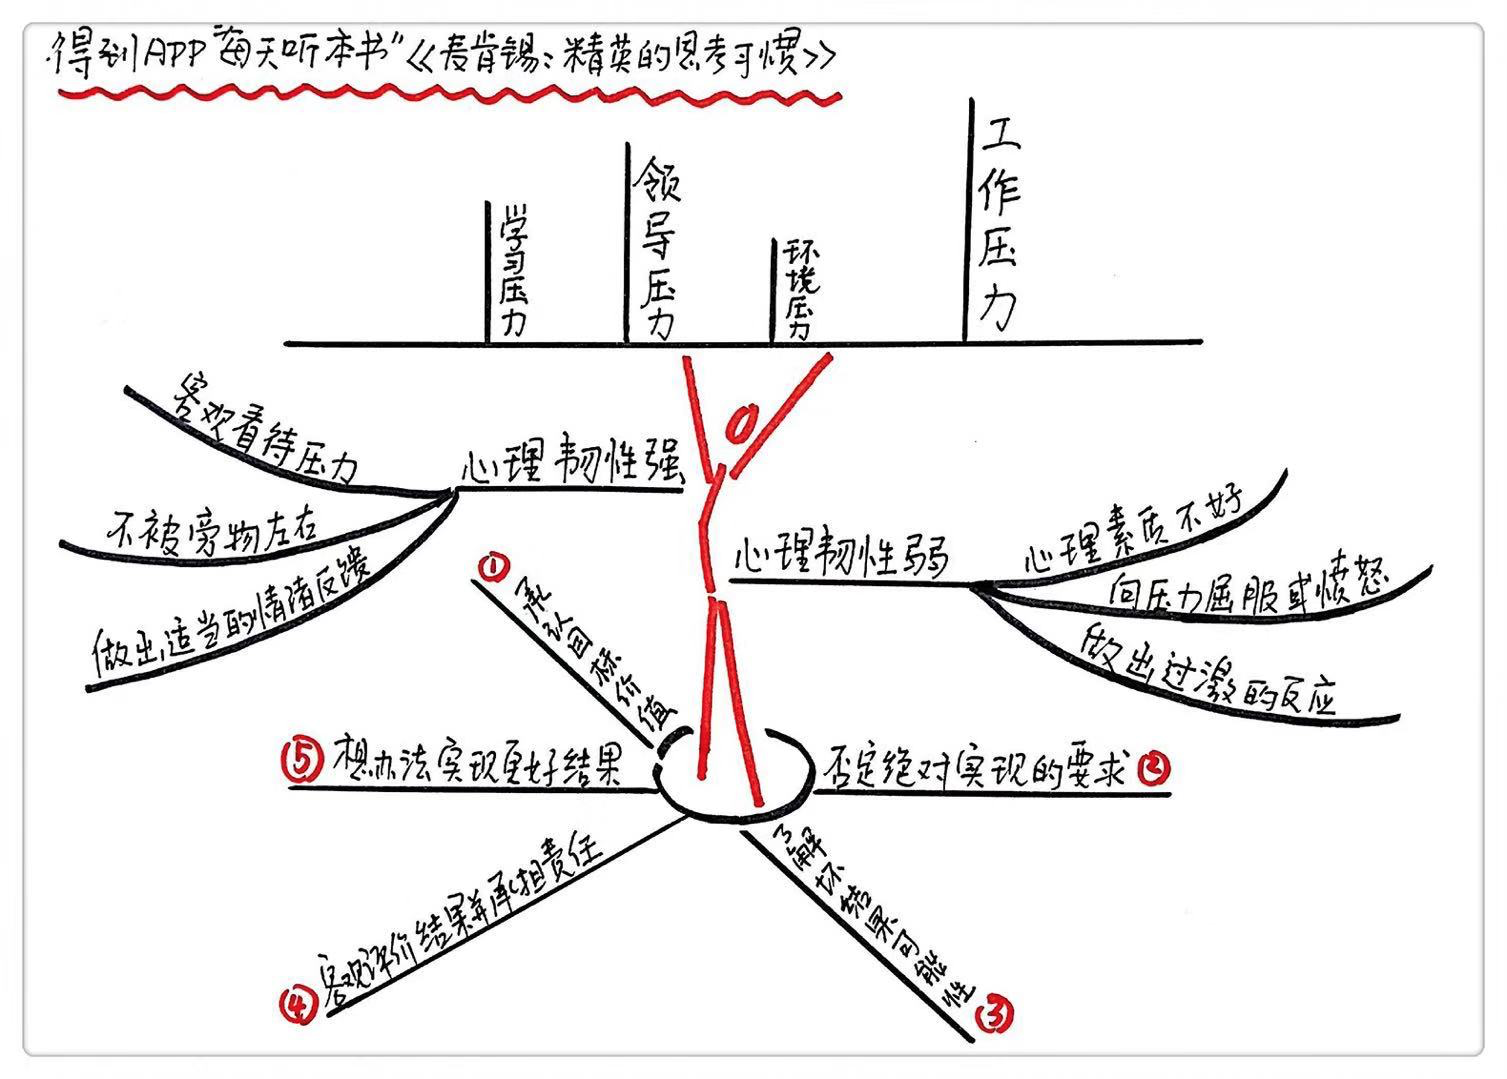 得到APP“每天听本书”《麦肯锡:精英的思考习惯》
学习压力
领导压力
环境压力
工作压力
心理韧性强
客观看待压力
不被旁物左右
做出适当的情绪反馈
心理韧性弱
心理素质不好
向压力屈服或愤怒
做出过激的反应
① 承认目标价值
否定绝对实现的要求 ②
了解坏结果可能性 ③
④ 客观评价结果并承担责任
⑤ 想办法实现更好结果